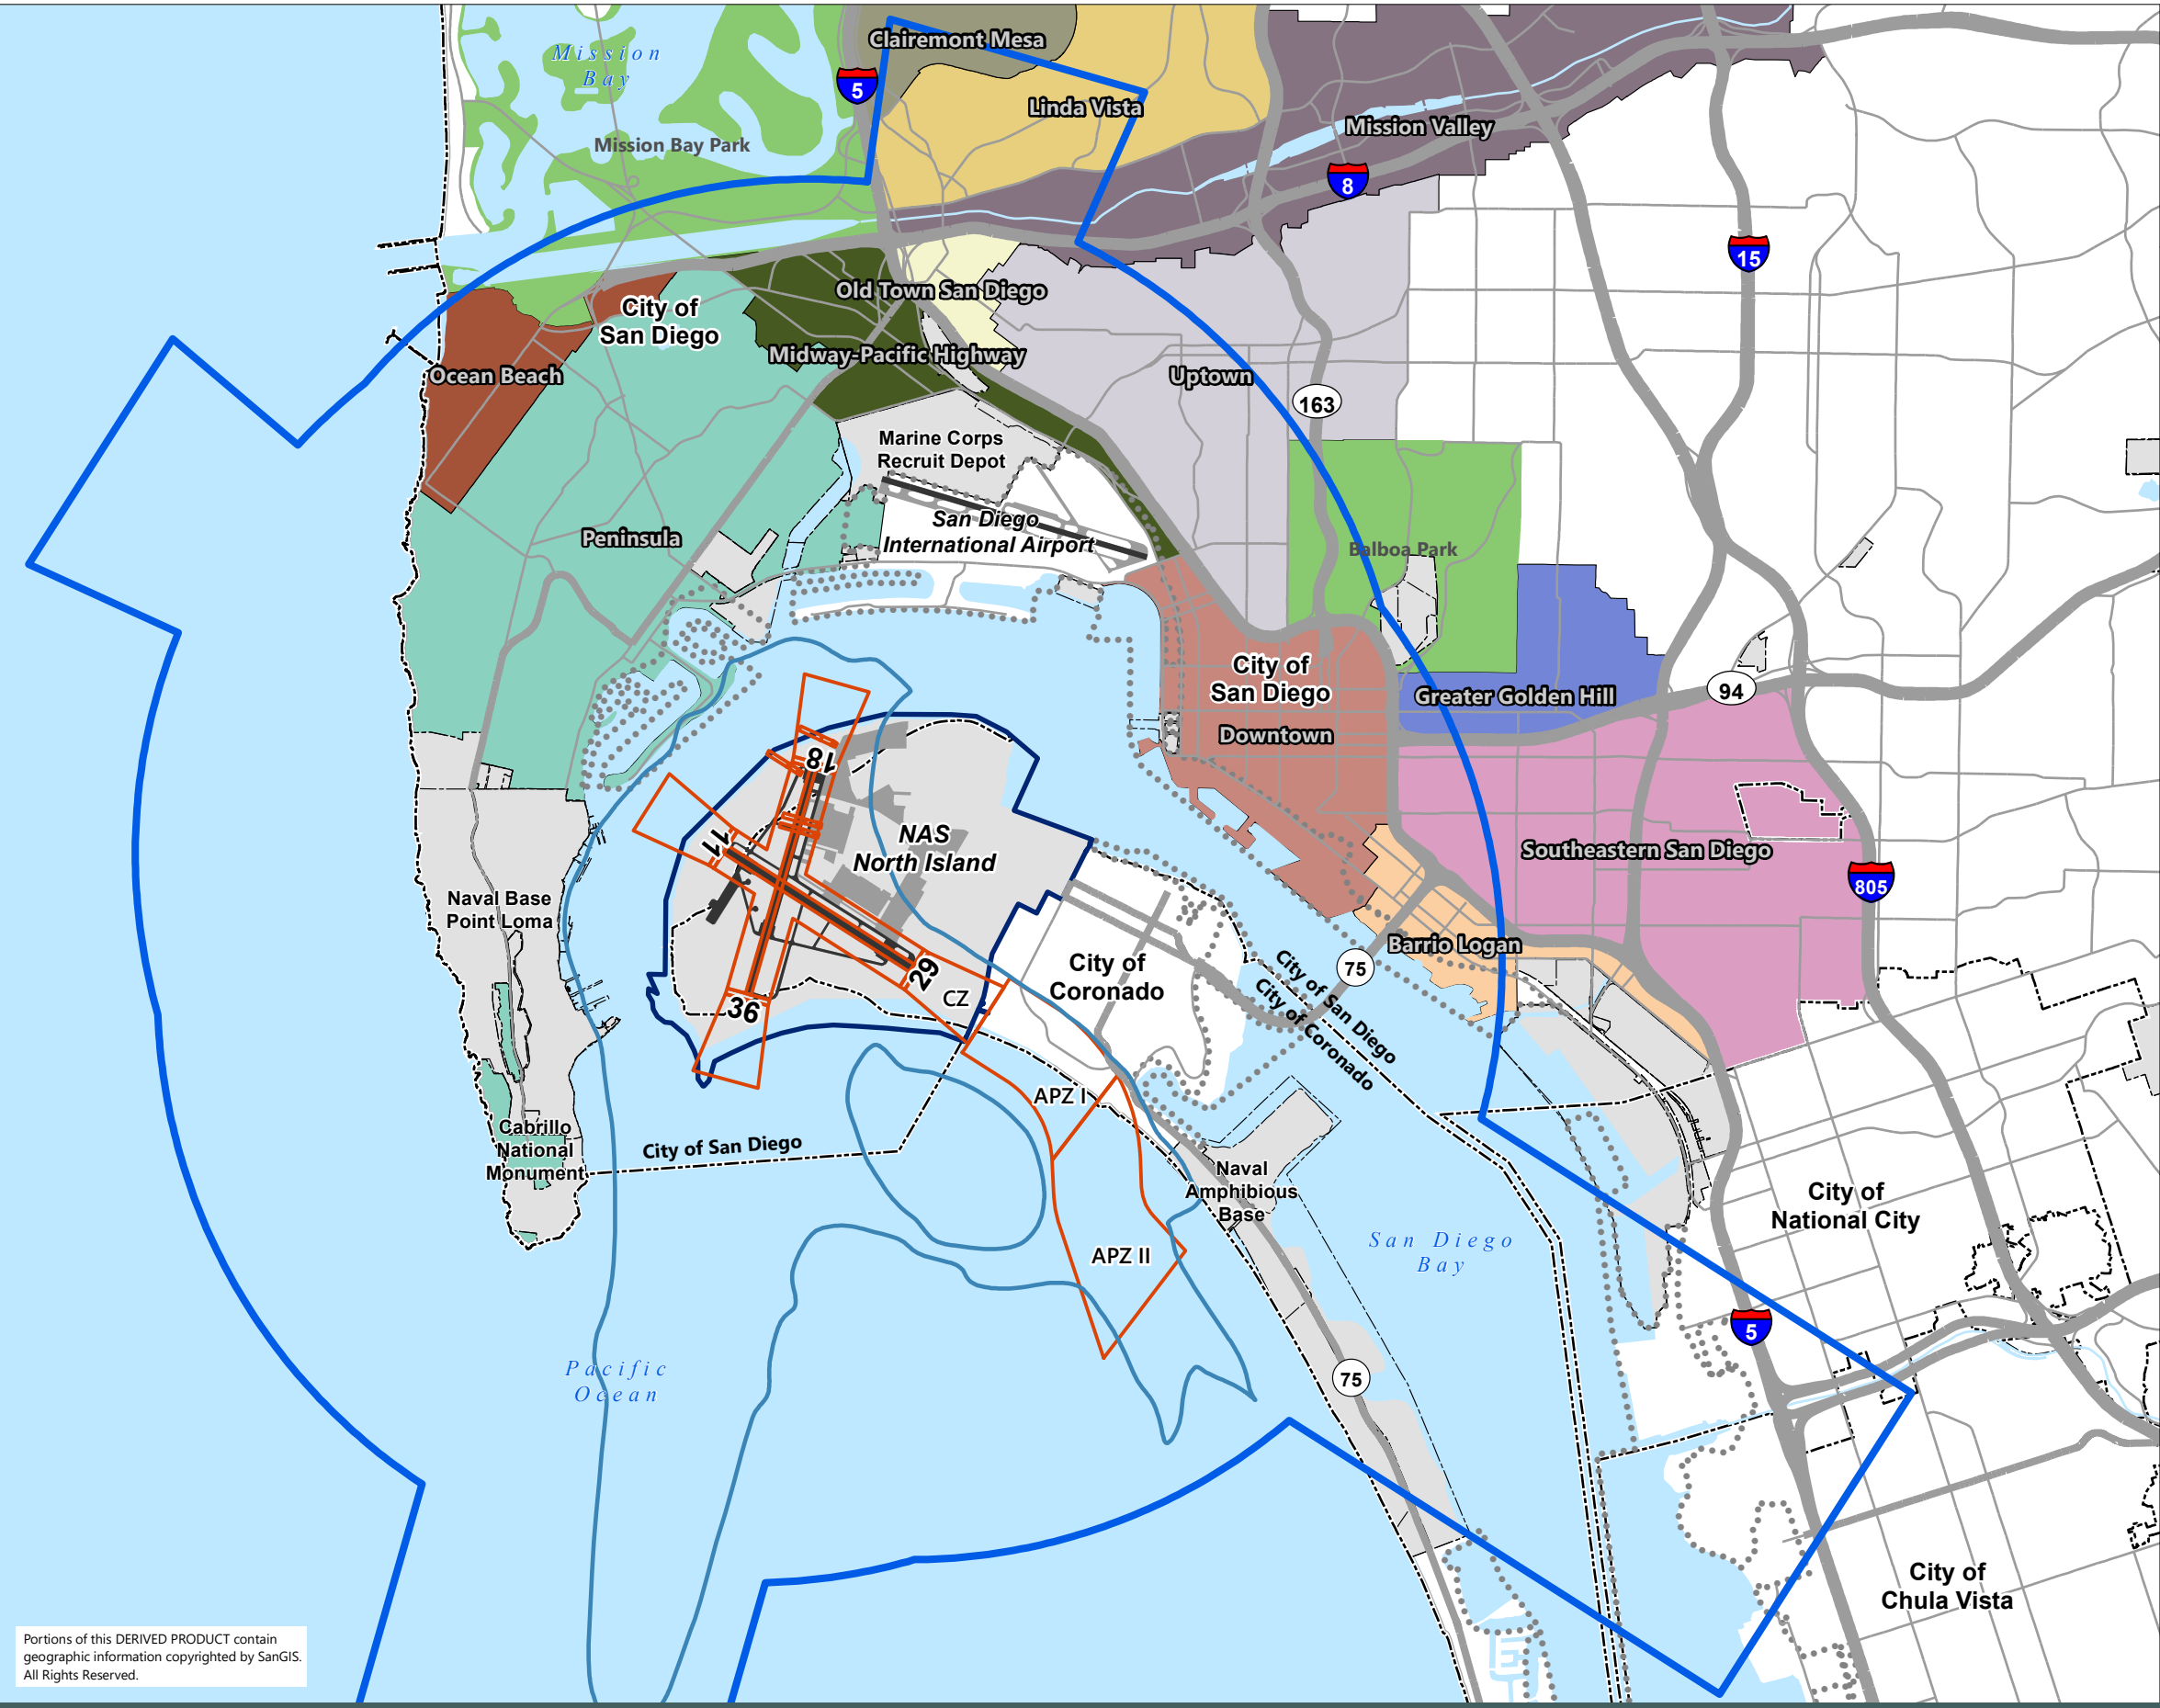 Clairemont Mesa
Mission
Bay
5
Linda Vista
Mission Valley
Mission Bay Park
8
15
Old Town San Diego
City of
San Diego
Midway-Pacific Highway
Ocean Beach
Uptown
163
Marine Corps
Recruit Depot
San Diego
International Airport
Peninsula
Balboa Park
City of
San Diego
94
Greater Golden Hill
Downtown
18
11
NAS
North Island
Southeastern San Diego
805
Naval Base
Point Loma
Barrio Logan
29
CZ
36
City of
Coronado
75
City of San Diego
City of Coronado
APZ I
Cabrillo
National
Monument
City of San Diego
Naval
Amphibious
Base
City of
National City
San Diego
Bay
APZ II
5
Pacific
Ocean
75
City of
Chula Vista
Portions of this DERIVED PRODUCT contain
geographic information copyrighted by SanGIS.
All Rights Reserved.